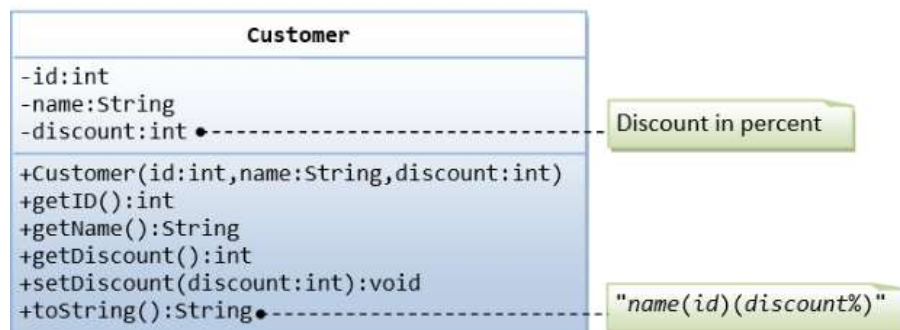 Customer
-id:int
-name:String
-discount:int
Discount in percent
+Customer(id:int,name:String,discount:int)
+getID():int
+getName():String
+getDiscount():int
+setDiscount(discount:int):void
+toString():String
"name(id)(discount%)"